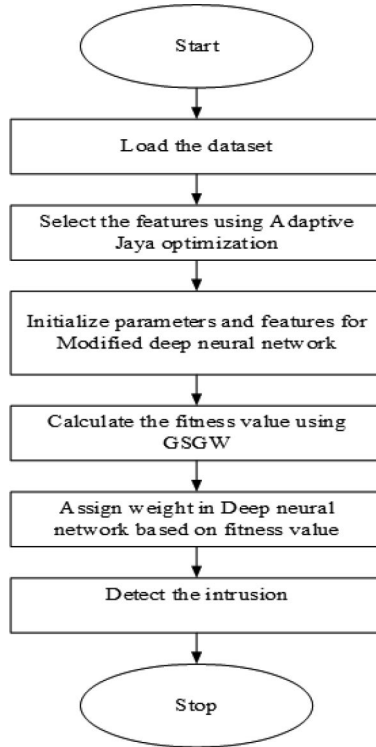 Start
Load the dataset
Select the features using Adaptive
Jaya optimization
Initialize parameters and features for
Modified deep neural network
Calculate the fitness value using
GSGW
Assign weight in Deep neural
network based on fitness value
Detect the intrusion
Stop